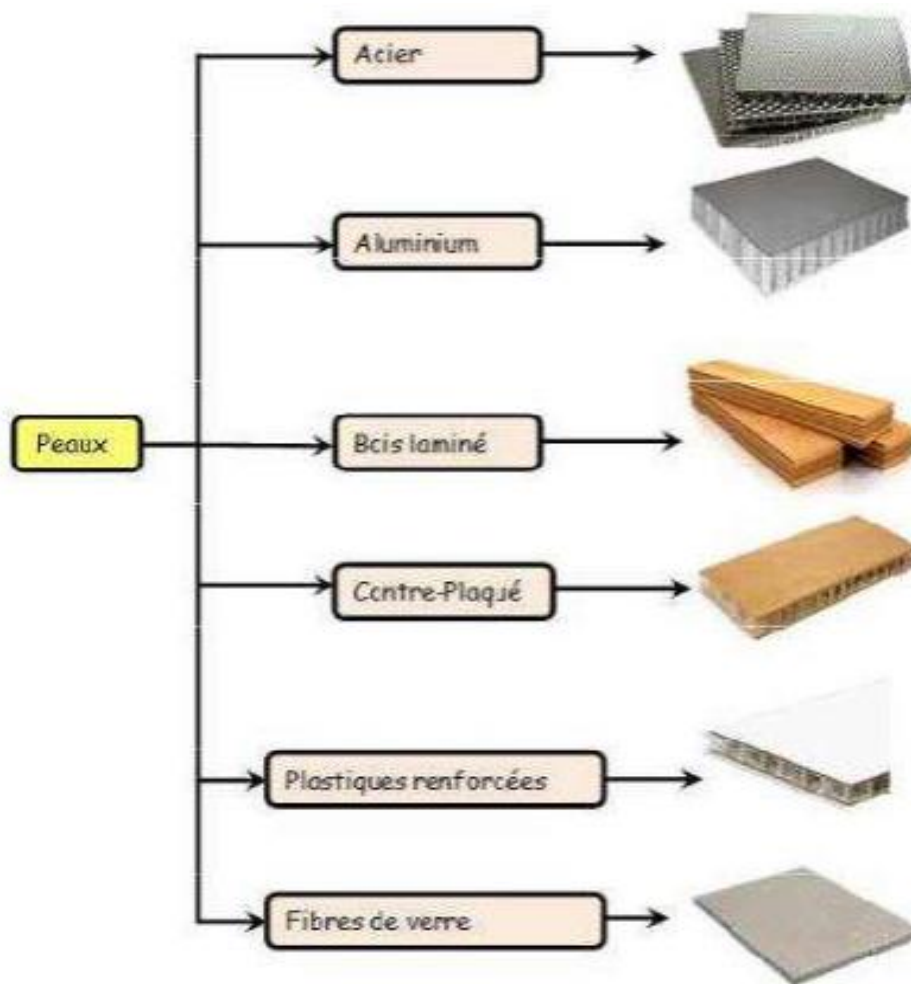 Acier
Aluminium
Peaux
Bois laminé
Contre-Plaqué
Plastiques renforcées
Fibres de verre